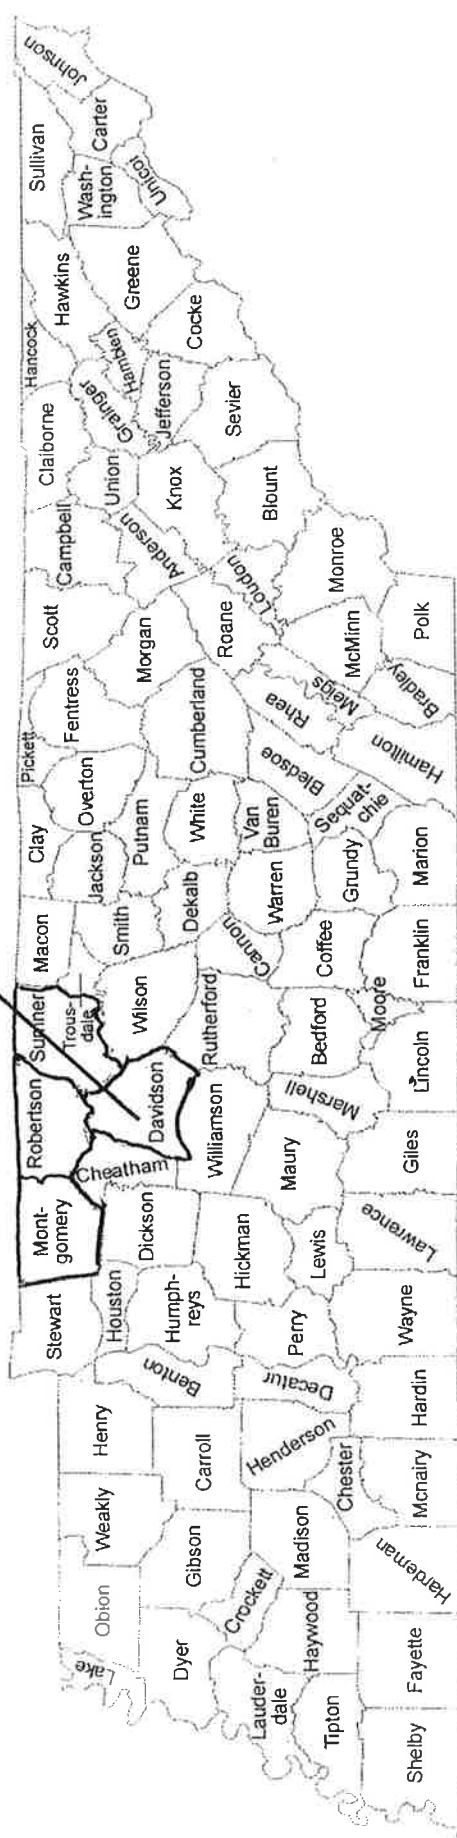 Lake
Obion
Weakly
Henry
Stewart
Mont-
gomery
Robertson
Sumner
Trous-
dale
Macon
Clay
Pickett
Fentress
Scott
Campbell
Claiborne
Hancock
Hawkins
Sullivan
Johnson
Dyer
Gibson
Carroll
Benton
Houston
Humph-
reys
Dickson
Cheatham
Davidson
Wilson
Smith
Jackson
Overton
Putnam
Morgan
Anderson
Union
Grainger
Hamblen
Greene
Wash-
ington
Carter
Unicoi
Lauder-
dale
Crockett
Haywood
Madison
Henderson
Decatur
Perry
Hickman
Williamson
Rutherford
Cannon
Dekalb
White
Van
Buren
Cumberland
Roane
Loudon
Knox
Jefferson
Cocke
Sevier
Blount
Tipton
Chester
Lewis
Maury
Marshall
Bedford
Coffee
Warren
Grundy
Sequat-
chie
Bledsoe
Rhea
Meigs
McMinn
Monroe
Shelby
Fayette
Hardeman
Mcnairy
Hardin
Wayne
Lawrance
Giles
Lincoln
Moore
Franklin
Marion
Hamilton
Bradley
Polk